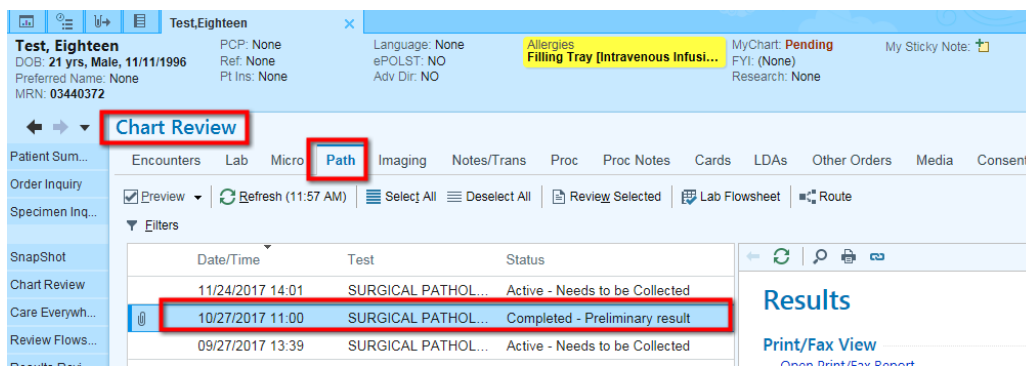 Test,Eighteen
Test, Eighteen
DOB: 21 yrs, Male, 11/11/1996
Preferred Name: None
MRN: 03440372
PCP: None
Ref: None
Pt Ins: None
Language: None
ePOLST: NO
Adv Dir: NO
Allergies
Filling Tray [Intravenous Infusi...
MyChart: Pending
FYI: (None)
Research: None
My Sticky Note:
Chart Review
Patient Sum...
Order Inquiry
Specimen Inq...
SnapShot
Chart Review
Care Everywh...
Review Flows...
Encounters Lab Micro Path Imaging Notes/Trans Proc Proc Notes Cards LDAs Other Orders Media Consent
Preview Refresh (11:57 AM) Select All Deselect All Review Selected Lab Flowsheet Route
Filters
Date/Time Test Status
11/24/2017 14:01 SURGICAL PATHOL... Active - Needs to be Collected
10/27/2017 11:00 SURGICAL PATHOL... Completed - Preliminary result
09/27/2017 13:39 SURGICAL PATHOL... Active - Needs to be Collected
Results
Print/Fax View
Open Print/Fax Report